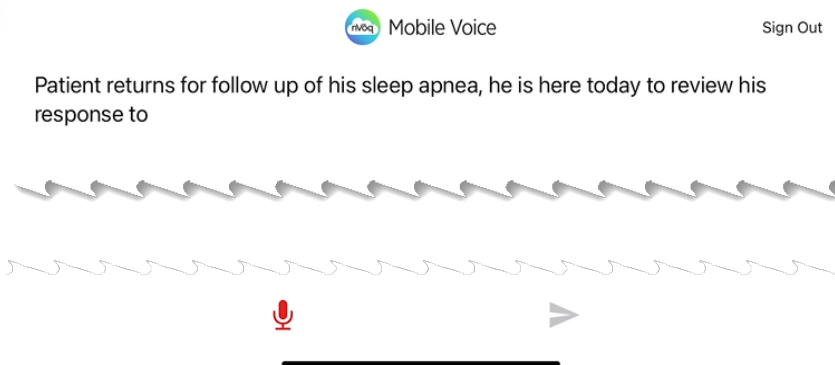 nVoq Mobile Voice
Sign Out
Patient returns for follow up of his sleep apnea, he is here today to review his
response to